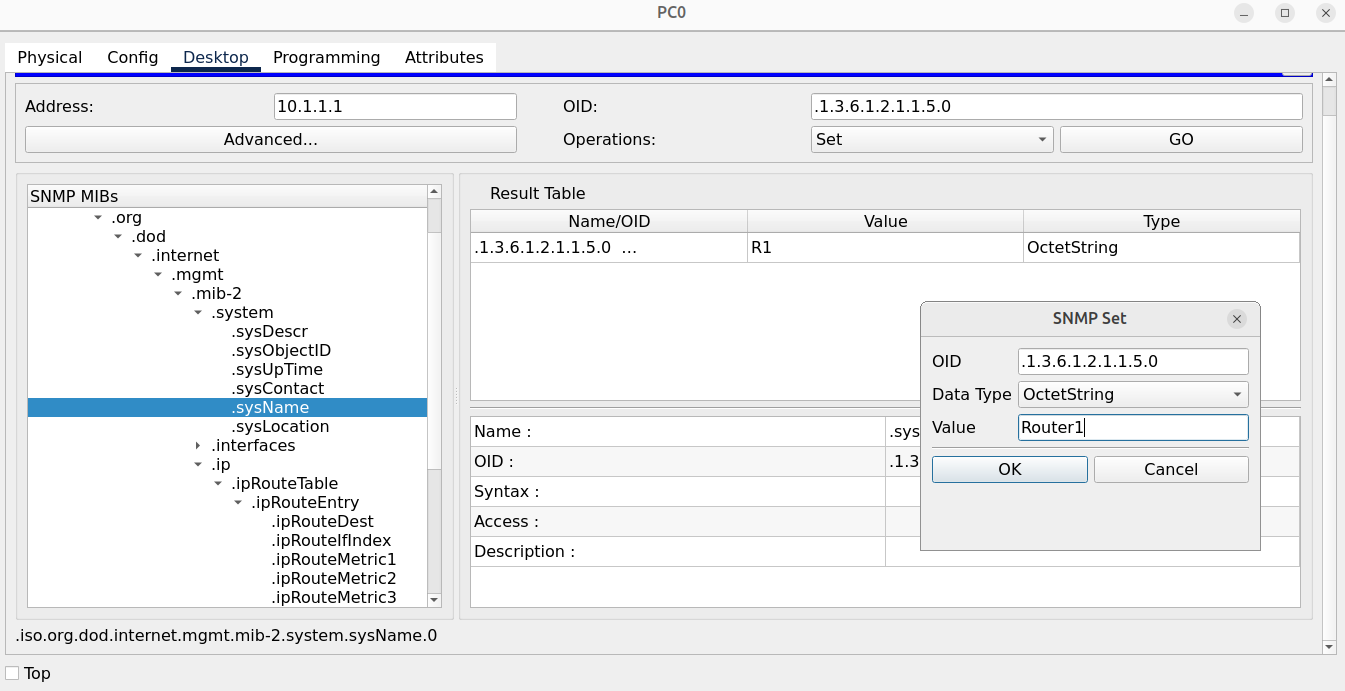 PC0
Physical Config Desktop Programming Attributes
Address: 10.1.1.1 OID: .1.3.6.1.2.1.1.5.0
Advanced... Operations: Set GO
SNMP MIBs
.org
.dod
.internet
.mgmt
.mib-2
.system
.sysDescr
.sysObjectID
.sysUpTime
.sysContact
.sysName
.sysLocation
.interfaces
.ip
.ipRouteTable
.ipRouteEntry
.ipRouteDest
.ipRouteIfIndex
.ipRouteMetric1
.ipRouteMetric2
.ipRouteMetric3
Result Table
Name/OID Value Type
.1.3.6.1.2.1.1.5.0 ... R1 OctetString
Name : .sys
OID : .1.3
Syntax :
Access :
Description :
SNMP Set
OID .1.3.6.1.2.1.1.5.0
Data Type OctetString
Value Router1
OK Cancel
.iso.org.dod.internet.mgmt.mib-2.system.sysName.0
Top